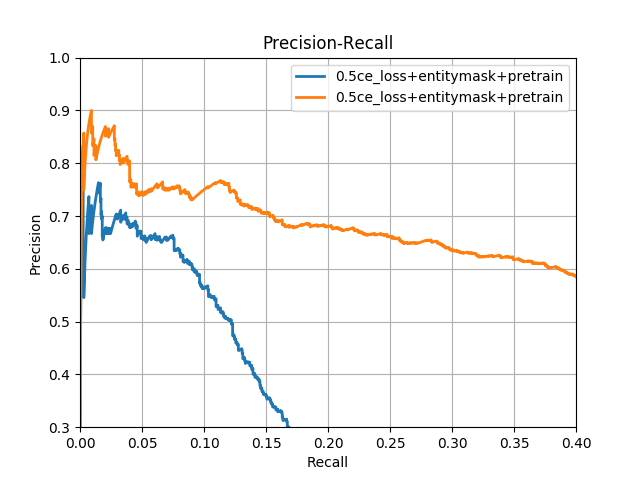 Precision-Recall
0.5ce_loss+entitymask+pretrain
0.5ce_loss+entitymask+pretrain
Precision
1.0
0.9
0.8
0.7
0.6
0.5
0.4
0.3
0.00 0.05 0.10 0.15 0.20 0.25 0.30 0.35 0.40
Recall